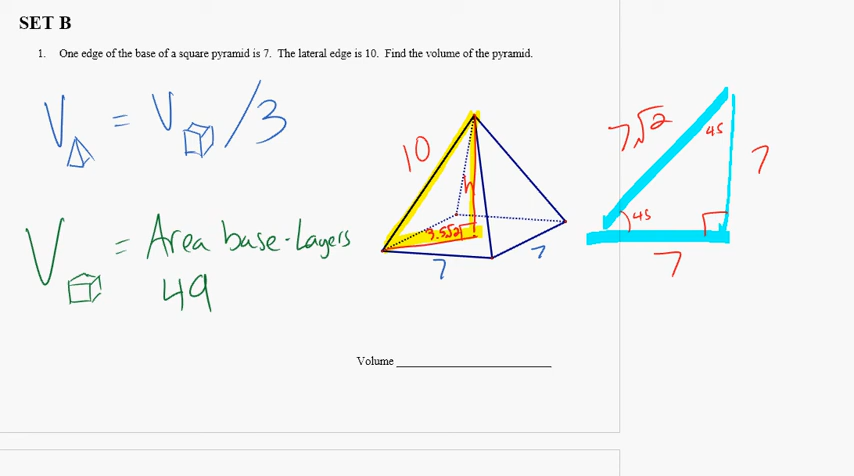 SET B
1. One edge of the base of a square pyramid is 7. The lateral edge is 10. Find the volume of the pyramid.
V = V / 3
V = Area base · Layers
49
10
h
3.5√2
7
7
7√2
45
45
7
7
Volume